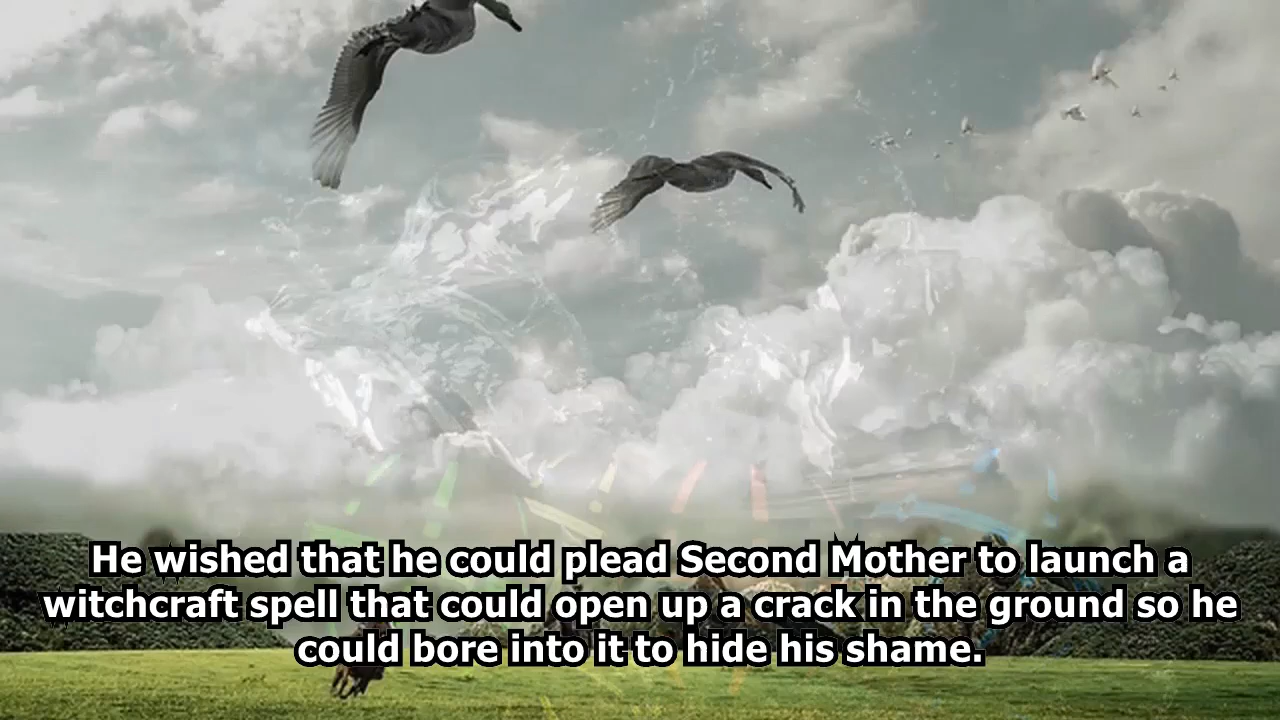 He wished that he could plead Second Mother to launch a
witchcraft spell that could open up a crack in the ground so he
could bore into it to hide his shame.